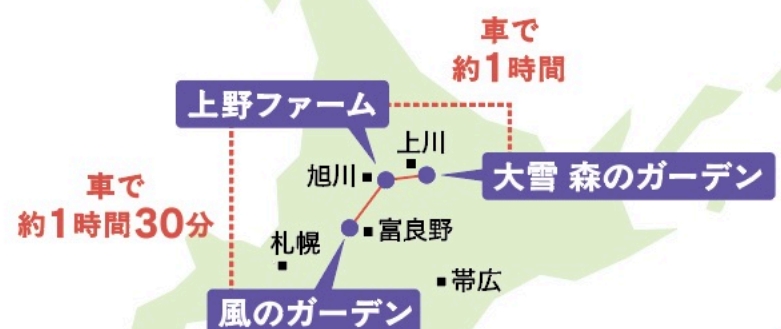 車で
約1時間
上野ファーム
上川
旭川
大雪 森のガーデン
車で
約1時間30分
富良野
札幌
帯広
風のガーデン